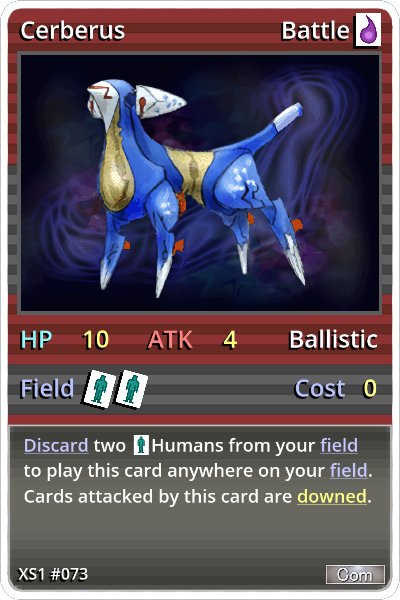 Cerberus Battle
HP 10 ATK 4 Ballistic
Field Cost 0
Discard two Humans from your field
to play this card anywhere on your field.
Cards attacked by this card are downed.
XS1 #073 Com